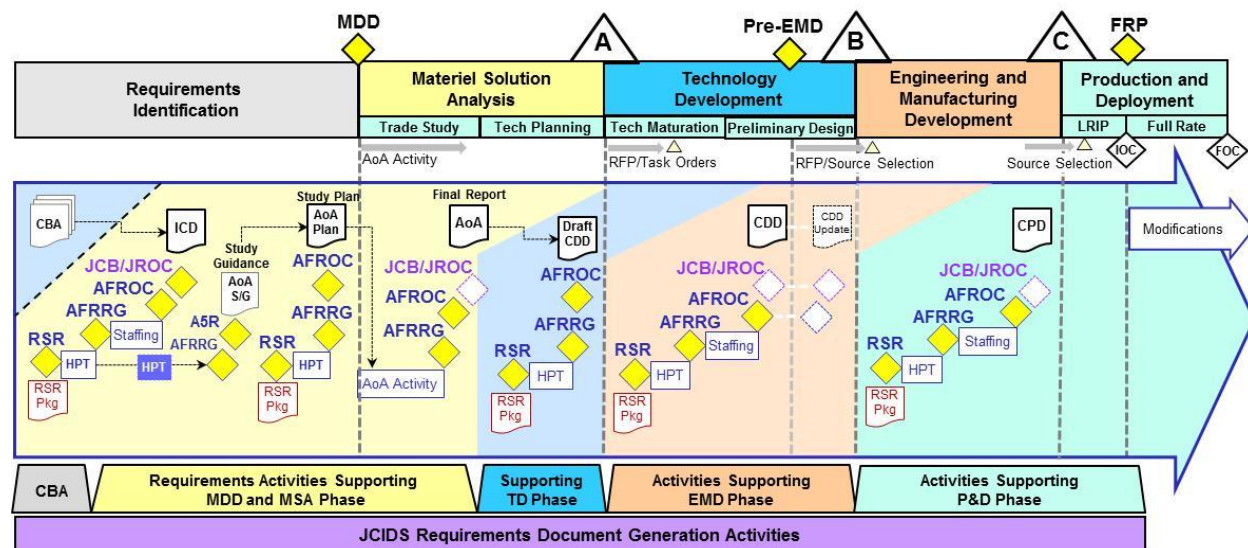 MDD
A
Pre-EMD
B
C
FRP
Requirements
Identification
Materiel Solution
Analysis
Technology
Development
Engineering and
Manufacturing
Development
Production and
Deployment
Trade Study
Tech Planning
Tech Maturation
Preliminary Design
LRIP
Full Rate
AoA Activity
RFP/Task Orders
RFP/Source Selection
Source Selection
IOC
FOC
CBA
ICD
Study Plan
AoA
Plan
Final Report
AoA
Draft
CDD
CDD
CDD
Update
CPD
Modifications
Study
Guidance
AoA
S/G
JCB/JROC
AFROC
AFRRG
Staffing
RSR
HPT
RSR
Pkg
HPT
A5R
AFRRG
AFROC
AFRRG
RSR
HPT
RSR
Pkg
JCB/JROC
AFROC
AFRRG
AoA Activity
AFROC
AFRRG
RSR
HPT
RSR
Pkg
JCB/JROC
AFROC
AFRRG
Staffing
RSR
HPT
RSR
Pkg
JCB/JROC
AFROC
AFRRG
Staffing
RSR
HPT
RSR
Pkg
CBA
Requirements Activities Supporting
MDD and MSA Phase
Supporting
TD Phase
Activities Supporting
EMD Phase
Activities Supporting
P&D Phase
JCIDS Requirements Document Generation Activities